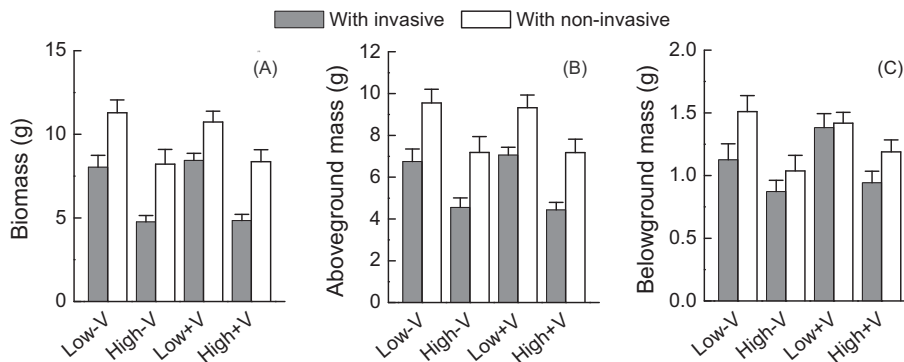 With invasive With non-invasive
(A)
Biomass (g)
15
10
5
0
Low-V High-V Low+V High+V
(B)
Aboveground mass (g)
12
10
8
6
4
2
0
Low-V High-V Low+V High+V
(C)
Belowground mass (g)
2.0
1.5
1.0
0.5
0.0
Low-V High-V Low+V High+V